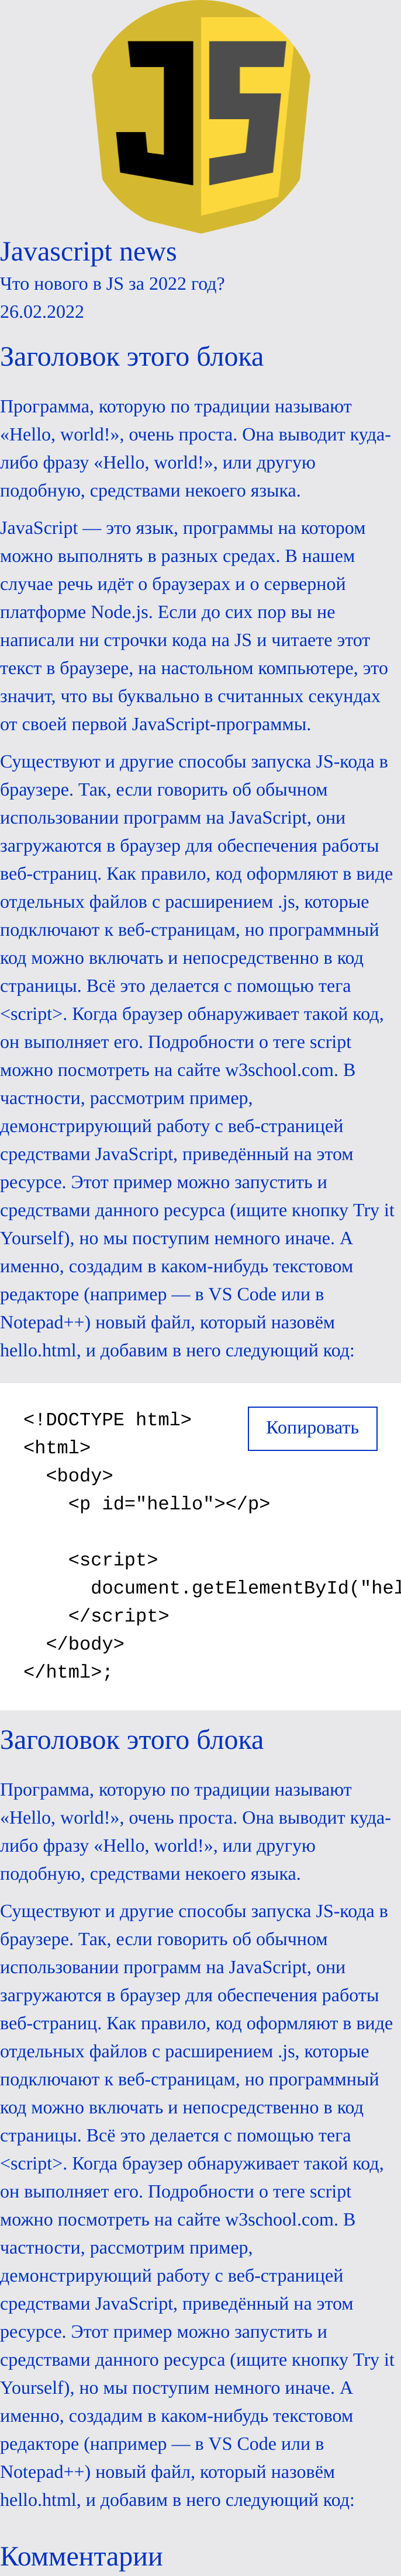 JS
Javascript news
Что нового в JS за 2022 год?
26.02.2022
Заголовок этого блока
Программа, которую по традиции называют
«Hello, world!», очень проста. Она выводит куда-
либо фразу «Hello, world!», или другую
подобную, средствами некоего языка.
JavaScript — это язык, программы на котором
можно выполнять в разных средах. В нашем
случае речь идёт о браузерах и о серверной
платформе Node.js. Если до сих пор вы не
написали ни строчки кода на JS и читаете этот
текст в браузере, на настольном компьютере, это
значит, что вы буквально в считанных секундах
от своей первой JavaScript-программы.
Существуют и другие способы запуска JS-кода в
браузере. Так, если говорить об обычном
использовании программ на JavaScript, они
загружаются в браузер для обеспечения работы
веб-страниц. Как правило, код оформляют в виде
отдельных файлов с расширением .js, которые
подключают к веб-страницам, но программный
код можно включать и непосредственно в код
страницы. Всё это делается с помощью тега
<script>. Когда браузер обнаруживает такой код,
он выполняет его. Подробности о теге script
можно посмотреть на сайте w3school.com. В
частности, рассмотрим пример,
демонстрирующий работу с веб-страницей
средствами JavaScript, приведённый на этом
ресурсе. Этот пример можно запустить и
средствами данного ресурса (ищите кнопку Try it
Yourself), но мы поступим немного иначе. А
именно, создадим в каком-нибудь текстовом
редакторе (например — в VS Code или в
Notepad++) новый файл, который назовём
hello.html, и добавим в него следующий код:
Копировать
<!DOCTYPE html>
<html>
  <body>
    <p id="hello"></p>
    <script>
      document.getElementById("hel
    </script>
  </body>
</html>;
Заголовок этого блока
Программа, которую по традиции называют
«Hello, world!», очень проста. Она выводит куда-
либо фразу «Hello, world!», или другую
подобную, средствами некоего языка.
Существуют и другие способы запуска JS-кода в
браузере. Так, если говорить об обычном
использовании программ на JavaScript, они
загружаются в браузер для обеспечения работы
веб-страниц. Как правило, код оформляют в виде
отдельных файлов с расширением .js, которые
подключают к веб-страницам, но программный
код можно включать и непосредственно в код
страницы. Всё это делается с помощью тега
<script>. Когда браузер обнаруживает такой код,
он выполняет его. Подробности о теге script
можно посмотреть на сайте w3school.com. В
частности, рассмотрим пример,
демонстрирующий работу с веб-страницей
средствами JavaScript, приведённый на этом
ресурсе. Этот пример можно запустить и
средствами данного ресурса (ищите кнопку Try it
Yourself), но мы поступим немного иначе. А
именно, создадим в каком-нибудь текстовом
редакторе (например — в VS Code или в
Notepad++) новый файл, который назовём
hello.html, и добавим в него следующий код:
Комментарии